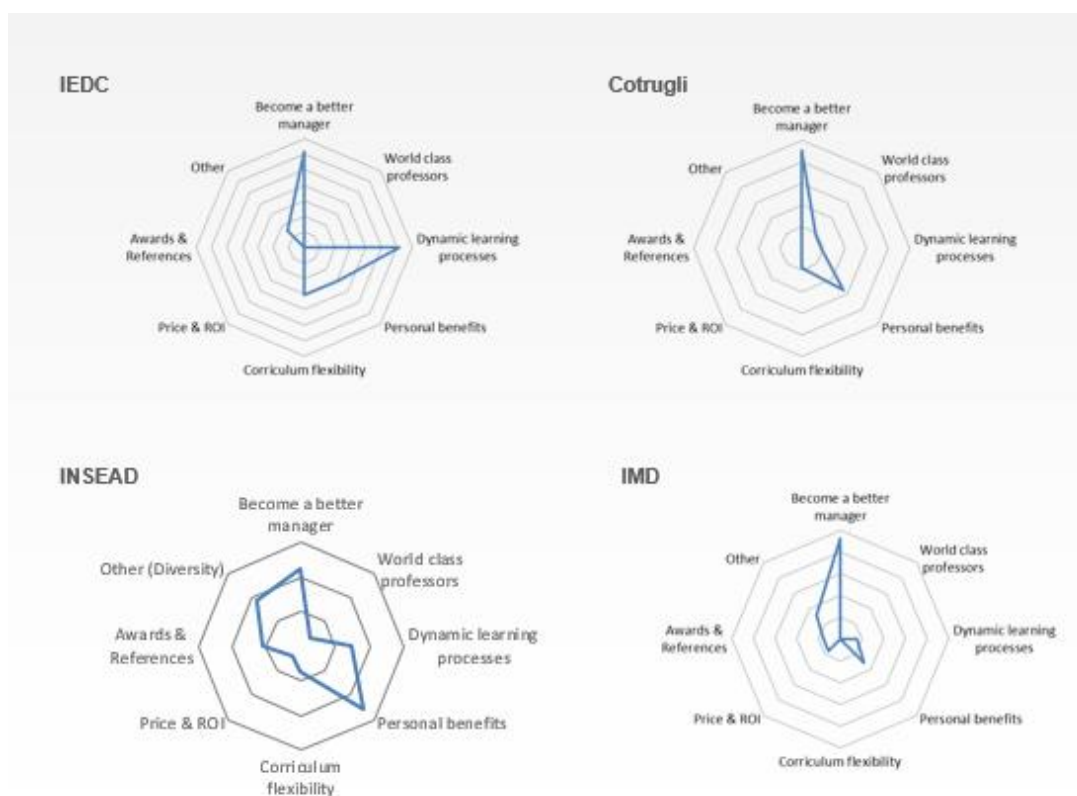 IEDC
Become a better
manager
World class
professors
Dynamic learning
processes
Personal benefits
Corriculum flexibility
Price & ROI
Awards &
References
Other
Cotrugli
Become a better
manager
World class
professors
Dynamic learning
processes
Personal benefits
Corriculum flexibility
Price & ROI
Awards &
References
Other
INSEAD
Become a better
manager
World class
professors
Dynamic learning
processes
Personal benefits
Corriculum
flexibility
Price & ROI
Awards &
References
Other (Diversity)
IMD
Become a better
manager
World class
professors
Dynamic learning
processes
Personal benefits
Corriculum flexibility
Price & ROI
Awards &
References
Other